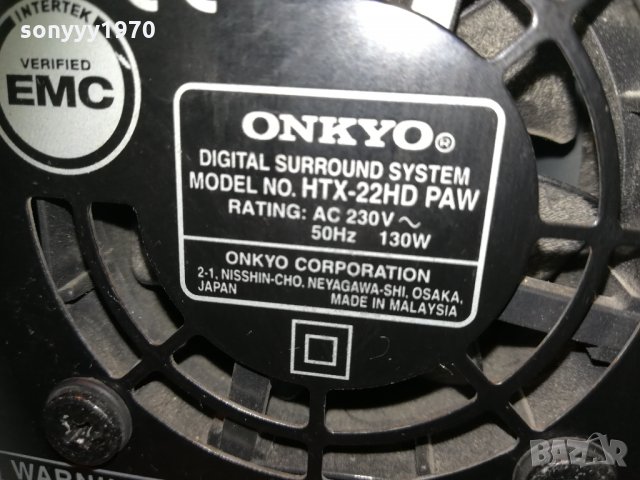 sonyyy1970
INTERTEK
VERIFIED
EMC
ONKYO®
DIGITAL SURROUND SYSTEM
MODEL NO. HTX-22HD PAW
RATING: AC 230V ~
50Hz 130W
ONKYO CORPORATION
2-1, NISSHIN-CHO, NEYAGAWA-SHI, OSAKA,
JAPAN MADE IN MALAYSIA
BAZAR